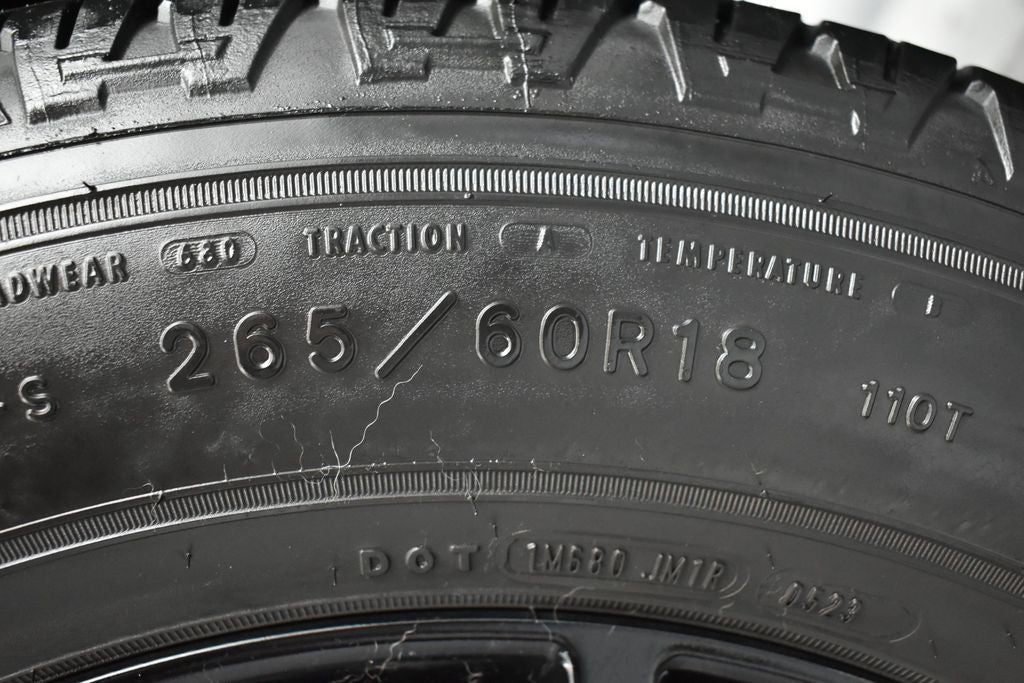 ADWEAR 680 TRACTION A TEMPERATURE B
-S 265/60R18 110T
DOT 1M680 JM1R 0523